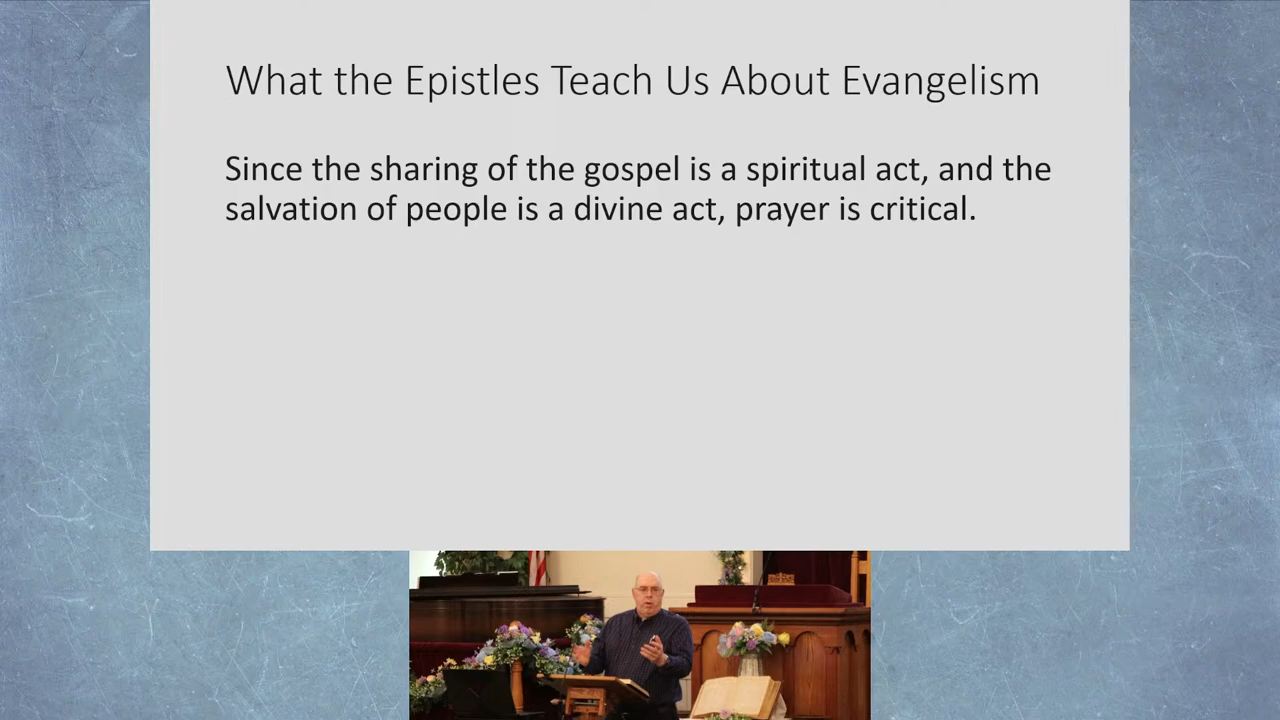 What the Epistles Teach Us About Evangelism
Since the sharing of the gospel is a spiritual act, and the
salvation of people is a divine act, prayer is critical.